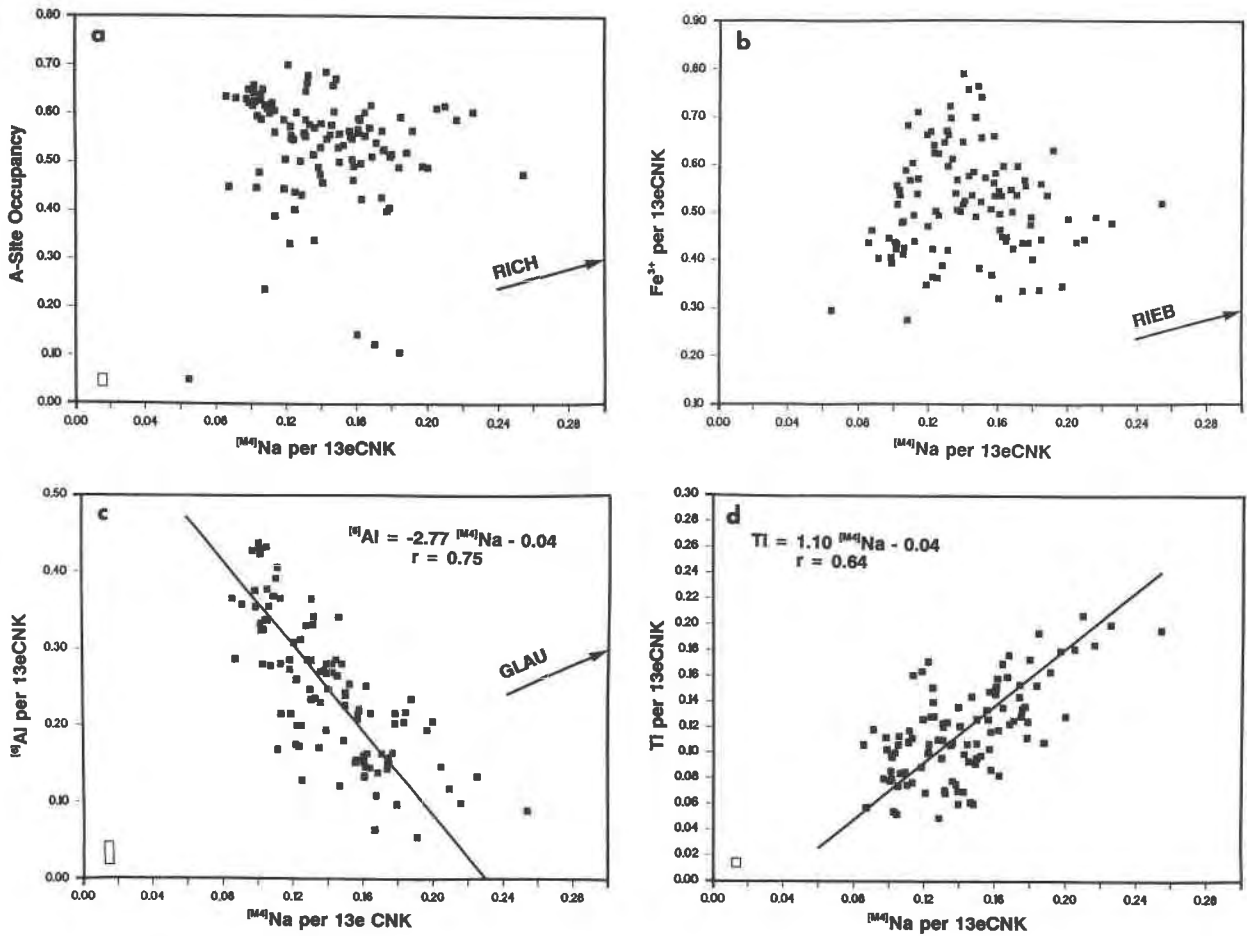 a
0.80
0.70
0.60
0.50
0.40
0.30
0.20
0.10
0.00
A-Site Occupancy
RICH
0.00 0.04 0.08 0.12 0.16 0.20 0.24 0.28
[M4]Na per 13eCNK
b
0.90
0.80
0.70
0.60
0.50
0.40
0.30
0.20
0.10
Fe3+ per 13eCNK
RIEB
0.00 0.04 0.08 0.12 0.16 0.20 0.24 0.28
[M4]Na per 13eCNK
c
0.50
0.40
0.30
0.20
0.10
0.00
[6]Al per 13eCNK
[6]Al = -2.77 [M4]Na - 0.04
r = 0.75
GLAU
0.00 0.04 0.08 0.12 0.16 0.20 0.24 0.28
[M4]Na per 13e CNK
d
0.30
0.28
0.26
0.24
0.22
0.20
0.18
0.16
0.14
0.12
0.10
0.08
0.06
0.04
0.02
0.00
Ti per 13eCNK
Ti = 1.10 [M4]Na - 0.04
r = 0.64
0.00 0.04 0.08 0.12 0.16 0.20 0.24 0.28
[M4]Na per 13eCNK